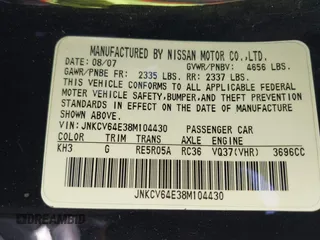 MANUFACTURED BY NISSAN MOTOR CO.,LTD.
DATE: 08/07 GVWR/PNBV: 4656 LBS.
GAWR/PNBE FR: 2335 LBS. RR: 2337 LBS.
THIS VEHICLE CONFORMS TO ALL APPLICABLE FEDERAL
MOTOR VEHICLE SAFETY, BUMPER, AND THEFT PREVENTION
STANDARDS IN EFFECT ON THE DATE OF MANUFACTURE
SHOWN ABOVE.
VIN: JNKCV64E38M104430 PASSENGER CAR
COLOR TRIM TRANS AXLE ENGINE
KH3 G RE5R05A RC36 VQ37(VHR) 3696CC
JNKCV64E38M104430
DREAMBID